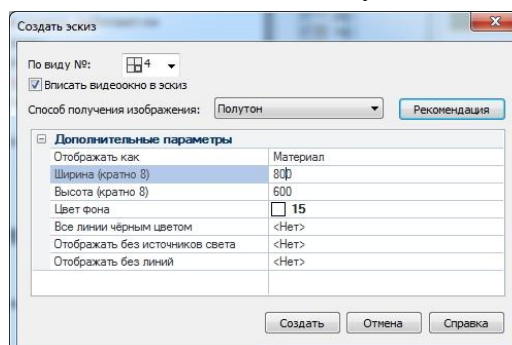 Создать эскиз
По виду №: 4
Вписать видеоокно в эскиз
Способ получения изображения: Полутон Рекомендация
Дополнительные параметры
Отображать как Материал
Ширина (кратно 8) 800
Высота (кратно 8) 600
Цвет фона 15
Все линии чёрным цветом <Нет>
Отображать без источников света <Нет>
Отображать без линий <Нет>
Создать Отмена Справка